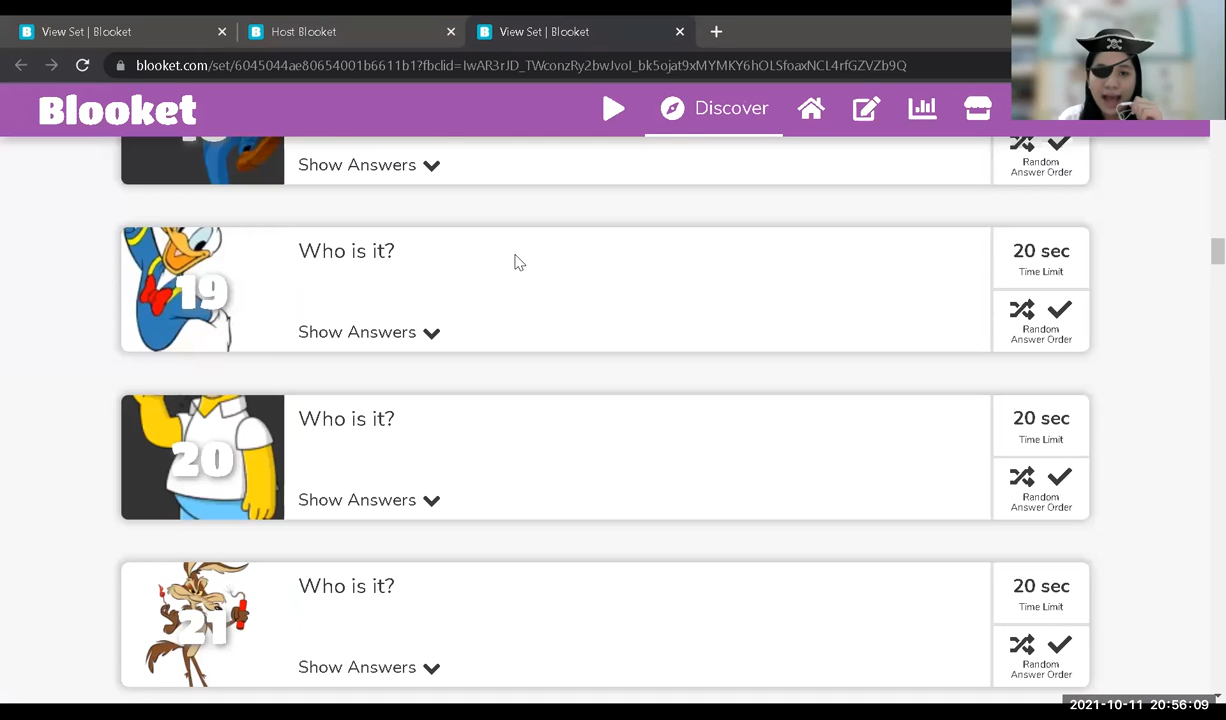 View Set | Blooket
Host Blooket
View Set | Blooket
blooket.com/set/6045044ae80654001b6611b1?fbclid=IwAR3rJD_TWconzRy2bwJvoI_bk5ojat9xMYMKY6hOLSfoaxNCL4rfGZVZb9Q
Blooket
Discover
Show Answers
Random
Answer Order
19
Who is it?
Show Answers
20 sec
Time Limit
Random
Answer Order
20
Who is it?
Show Answers
20 sec
Time Limit
Random
Answer Order
21
Who is it?
Show Answers
20 sec
Time Limit
Random
Answer Order
2021-10-11 20:56:09